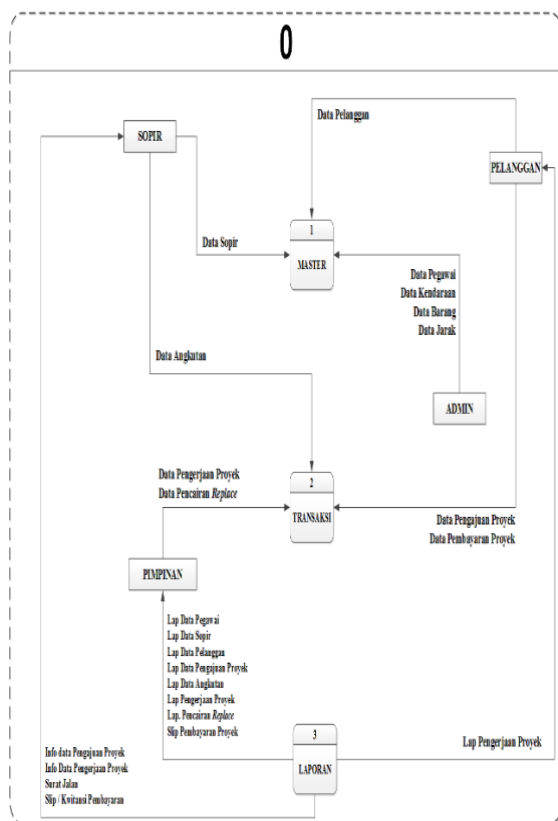 0
Data Pelanggan
SOPIR
PELANGGAN
1
MASTER
Data Sopir
Data Pegawai
Data Kendaraan
Data Barang
Data Jarak
Data Angkutan
ADMIN
Data Pengerjaan Proyek
Data Pencairan Replace
2
TRANSAKSI
Data Pengajuan Proyek
Data Pembayaran Proyek
PIMPINAN
Lap Data Pegawai
Lap Data Sopir
Lap Data Pelanggan
Lap Data Pengajuan Proyek
Lap Data Angkutan
Lap Pengerjaan Proyek
Lap. Pencairan Replace
Slip Pembayaran Proyek
3
LAPORAN
Lap Pengerjaan Proyek
Info data Pengajuan Proyek
Info Data Pengerjaan Proyek
Surat Jalan
Slip / Kwitansi Pembayaran